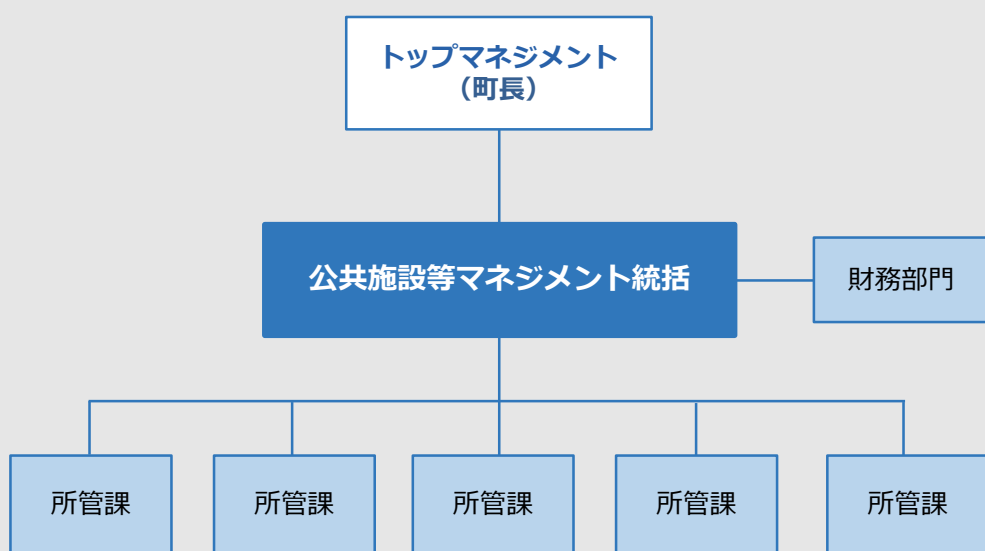 トップマネジメント
（町長）
公共施設等マネジメント統括
財務部門
所管課
所管課
所管課
所管課
所管課